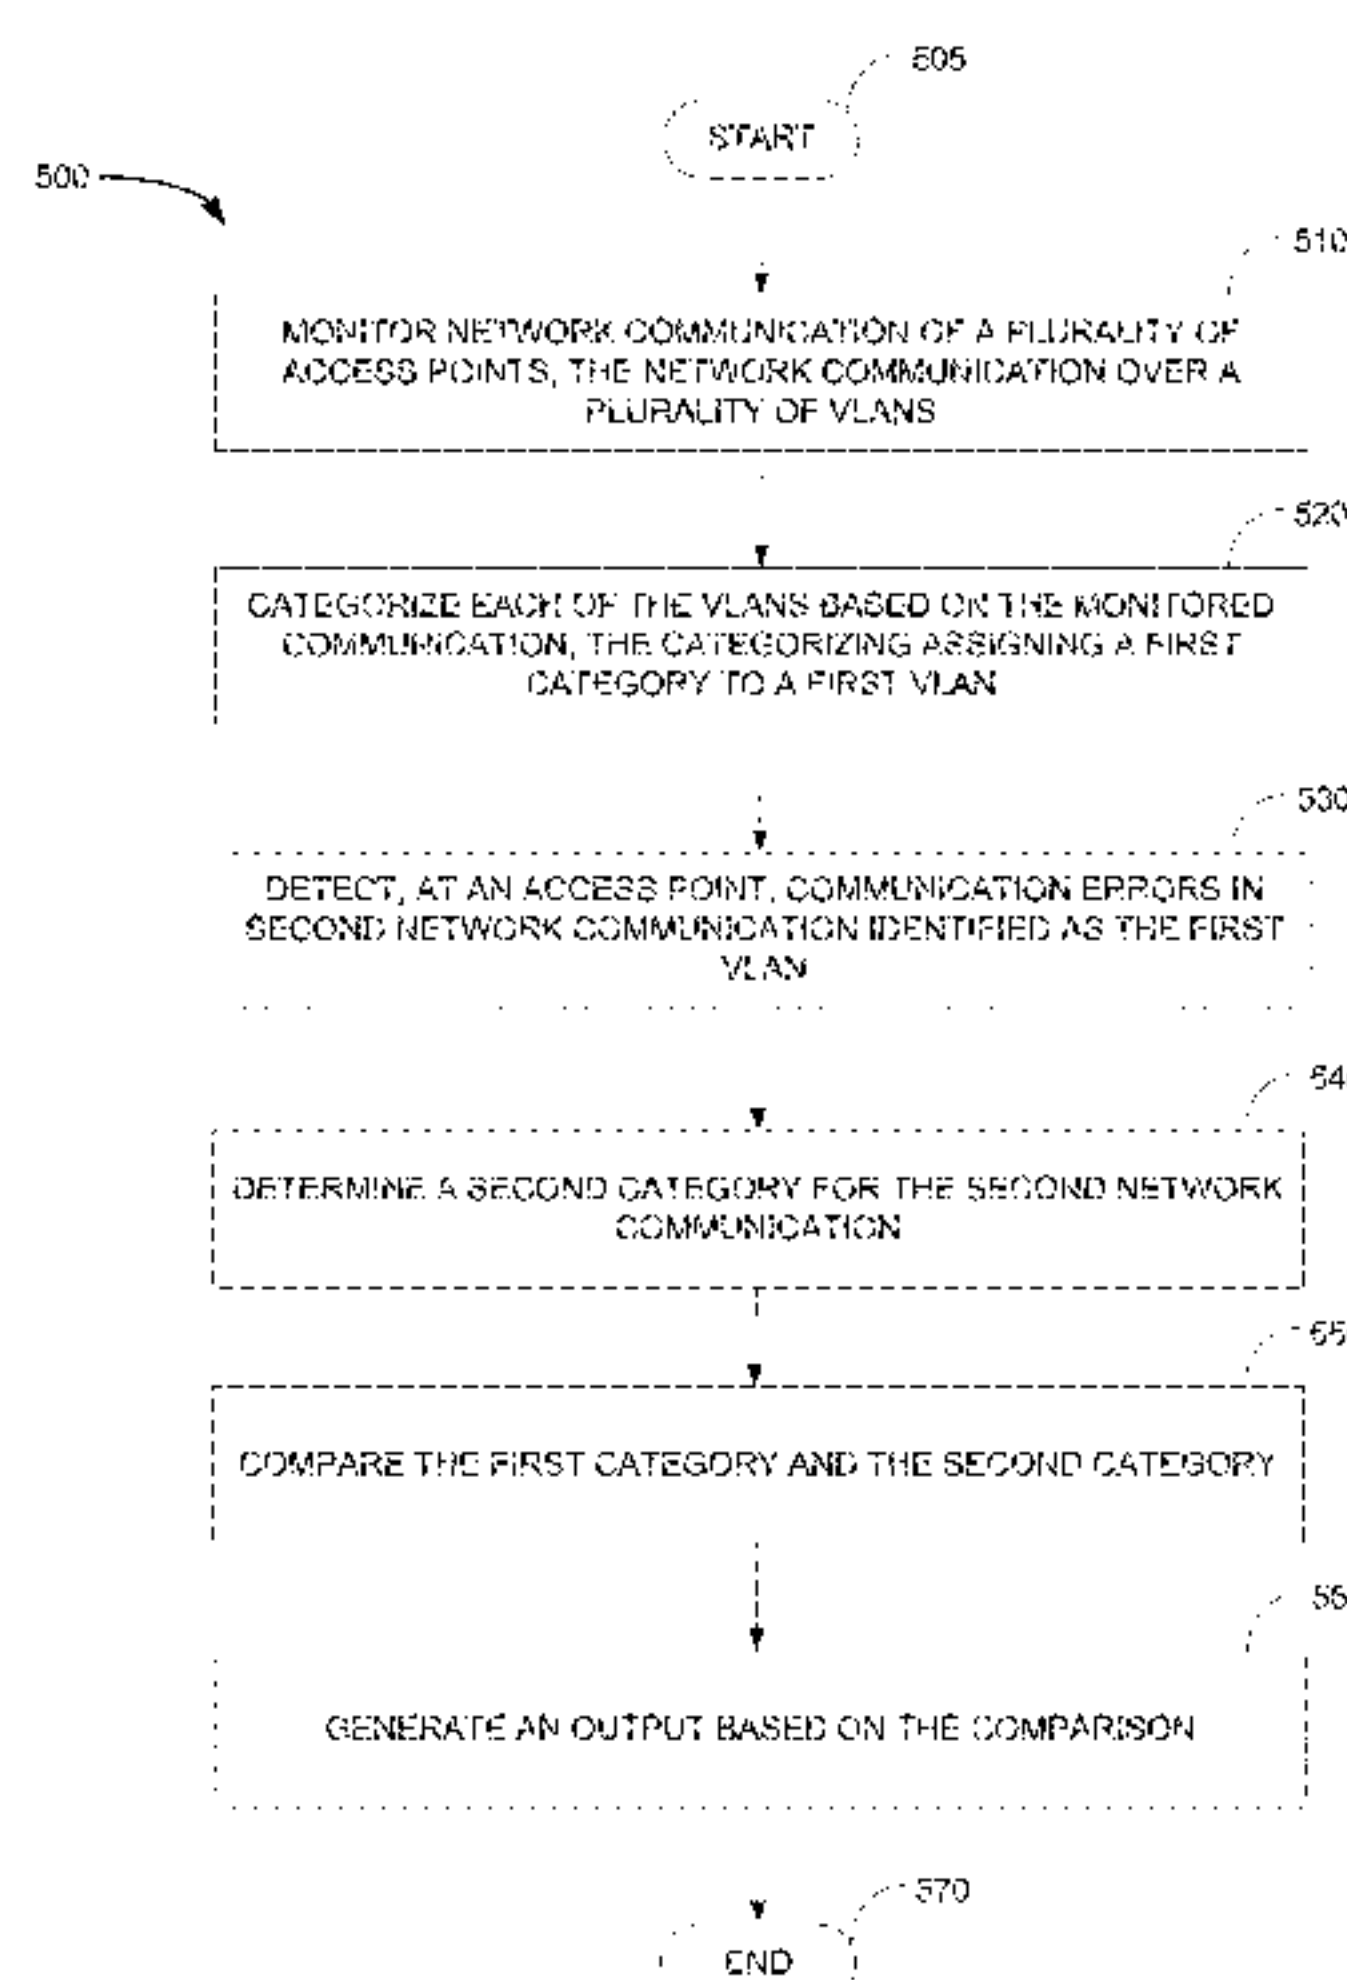 505
START
500
510
MONITOR NETWORK COMMUNICATION OF A PLURALITY OF
ACCESS POINTS, THE NETWORK COMMUNICATION OVER A
PLURALITY OF VLANS
520
CATEGORIZE EACH OF THE VLANS BASED ON THE MONITORED
COMMUNICATION, THE CATEGORIZING ASSIGNING A FIRST
CATEGORY TO A FIRST VLAN
530
DETECT, AT AN ACCESS POINT, COMMUNICATION ERRORS IN
SECOND NETWORK COMMUNICATION IDENTIFIED AS THE FIRST
VLAN
DETERMINE A SECOND CATEGORY FOR THE SECOND NETWORK
COMMUNICATION
COMPARE THE FIRST CATEGORY AND THE SECOND CATEGORY
GENERATE AN OUTPUT BASED ON THE COMPARISON
570
END